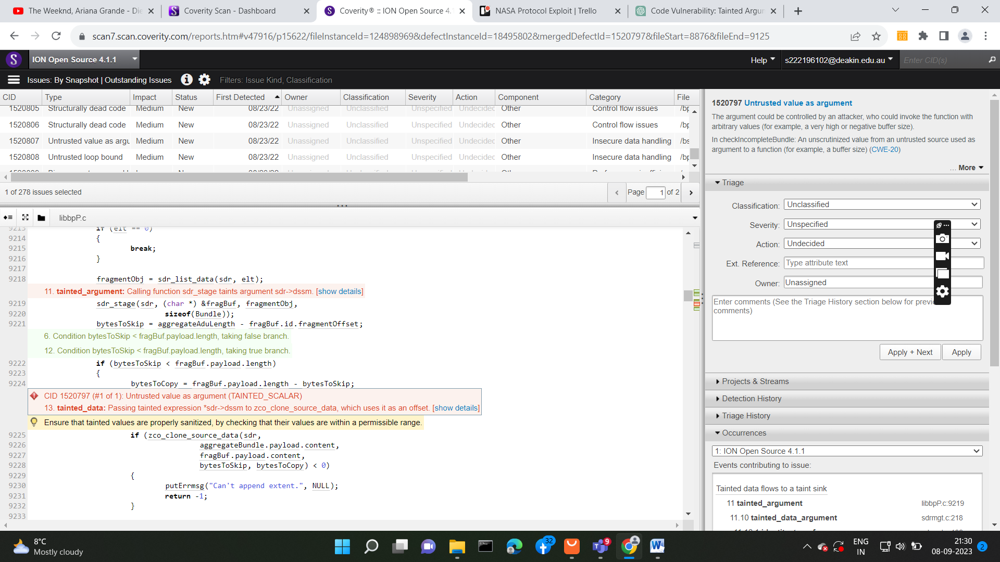 The Weeknd, Ariana Grande - Die
Coverity Scan - Dashboard
Coverity® :: ION Open Source 4.1
NASA Protocol Exploit | Trello
Code Vulnerability: Tainted Argum
scan7.scan.coverity.com/reports.htm#v47916/p15622/fileInstanceId=124898969&defectInstanceId=18495802&mergedDefectId=1520797&fileStart=8876&fileEnd=9125
ION Open Source 4.1.1
Help
s222196102@deakin.edu.au
Enter CID(s)
Issues: By Snapshot | Outstanding Issues
Filters: Issue Kind, Classification
CID Type Impact Status First Detected Owner Classification Severity Action Component Category File
1520805 Structurally dead code Medium New 08/23/22 Unassigned Unclassified Unspecified Undecided Other Control flow issues /bp
1520806 Structurally dead code Medium New 08/23/22 Unassigned Unclassified Unspecified Undecidec Other Control flow issues /bp
1520807 Untrusted value as argu Medium New 08/23/22 Unassigned Unclassified Unspecified Undecidec Other Insecure data handling /bs
1520808 Untrusted loop bound Medium New 08/23/22 Unassigned Unclassified Unspecified Undecidec Other Insecure data handling /bp
1 of 278 issues selected
Page 1 of 2
libbpP.c
9213 if (elt == 0)
9214 {
9215 break;
9216 }
9217
9218 fragmentObj = sdr_list_data(sdr, elt);
11. tainted_argument: Calling function sdr_stage taints argument sdr->dssm. [show details]
9219 sdr_stage(sdr, (char *) &fragBuf, fragmentObj,
9220 sizeof(Bundle));
9221 bytesToSkip = aggregateAduLength - fragBuf.id.fragmentOffset;
6. Condition bytesToSkip < fragBuf.payload.length, taking false branch.
12. Condition bytesToSkip < fragBuf.payload.length, taking true branch.
9222 if (bytesToSkip < fragBuf.payload.length)
9223 {
9224 bytesToCopy = fragBuf.payload.length - bytesToSkip;
CID 1520797 (#1 of 1): Untrusted value as argument (TAINTED_SCALAR)
13. tainted_data: Passing tainted expression *sdr->dssm to zco_clone_source_data, which uses it as an offset. [show details]
Ensure that tainted values are properly sanitized, by checking that their values are within a permissible range.
9225 if (zco_clone_source_data(sdr,
9226 aggregateBundle.payload.content,
9227 fragBuf.payload.content,
9228 bytesToSkip, bytesToCopy) < 0)
9229 {
9230 putErrmsg("Can't append extent.", NULL);
9231 return -1;
9232 }
9233
1520797 Untrusted value as argument
The argument could be controlled by an attacker, who could invoke the function with
arbitrary values (for example, a very high or negative buffer size).
In checkIncompleteBundle: An unscrutinized value from an untrusted source used as
argument to a function (for example, a buffer size) (CWE-20)
... More
Triage
Classification: Unclassified
Severity: Unspecified
Action: Undecided
Ext. Reference: Type attribute text
Owner: Unassigned
Enter comments (See the Triage History section below for previ
comments)
Apply + Next
Apply
Projects & Streams
Detection History
Triage History
Occurrences
1: ION Open Source 4.1.1
Events contributing to issue:
Tainted data flows to a taint sink
11 tainted_argument libbpP.c:9219
11.10 tainted_data_argument sdrmgt.c:218
8°C
Mostly cloudy
32
9
ENG
IN
21:30
08-09-2023
2